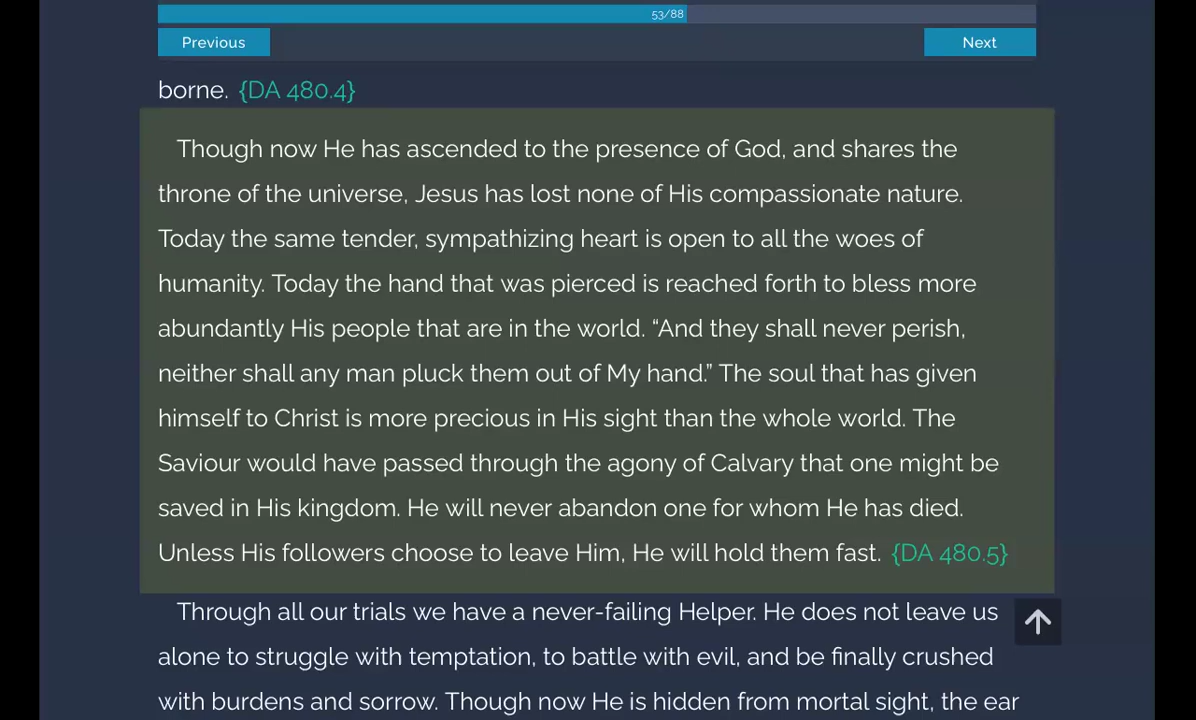 53/88
Previous
Next
borne. {DA 480.4}
Though now He has ascended to the presence of God, and shares the
throne of the universe, Jesus has lost none of His compassionate nature.
Today the same tender, sympathizing heart is open to all the woes of
humanity. Today the hand that was pierced is reached forth to bless more
abundantly His people that are in the world. “And they shall never perish,
neither shall any man pluck them out of My hand.” The soul that has given
himself to Christ is more precious in His sight than the whole world. The
Saviour would have passed through the agony of Calvary that one might be
saved in His kingdom. He will never abandon one for whom He has died.
Unless His followers choose to leave Him, He will hold them fast. {DA 480.5}
Through all our trials we have a never-failing Helper. He does not leave us
alone to struggle with temptation, to battle with evil, and be finally crushed
with burdens and sorrow. Though now He is hidden from mortal sight, the ear